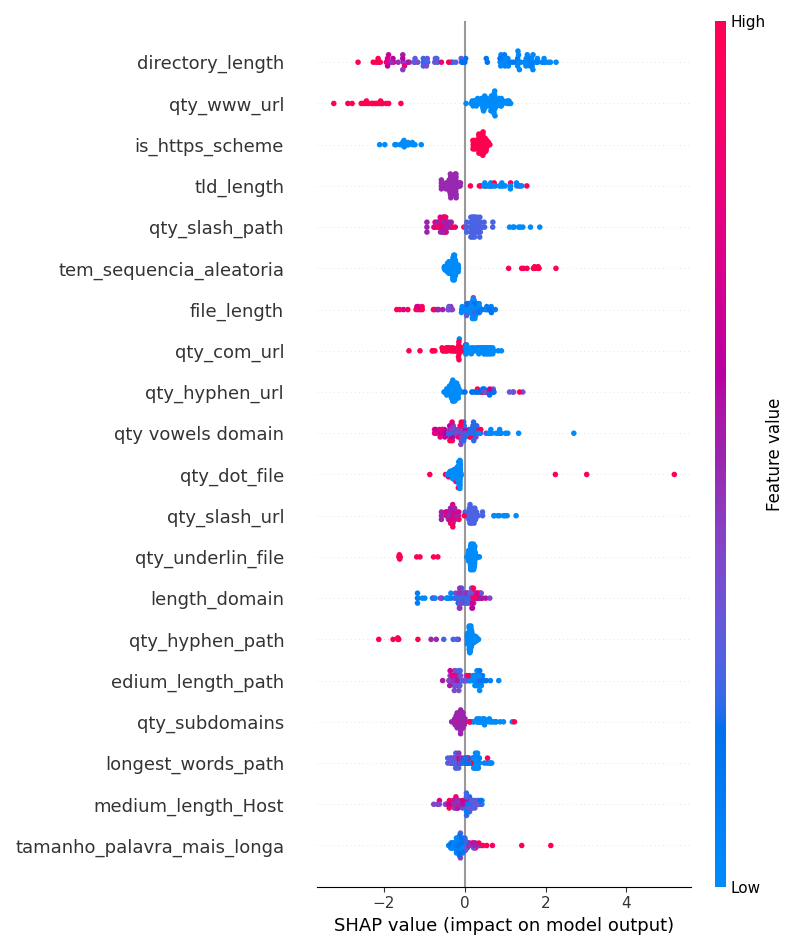 High
directory_length
qty_www_url
is_https_scheme
tld_length
qty_slash_path
tem_sequencia_aleatoria
file_length
qty_com_url
qty_hyphen_url
qty vowels domain
qty_dot_file
qty_slash_url
qty_underlin_file
length_domain
qty_hyphen_path
edium_length_path
qty_subdomains
longest_words_path
medium_length_Host
tamanho_palavra_mais_longa
Feature value
Low
−2 0 2 4
SHAP value (impact on model output)